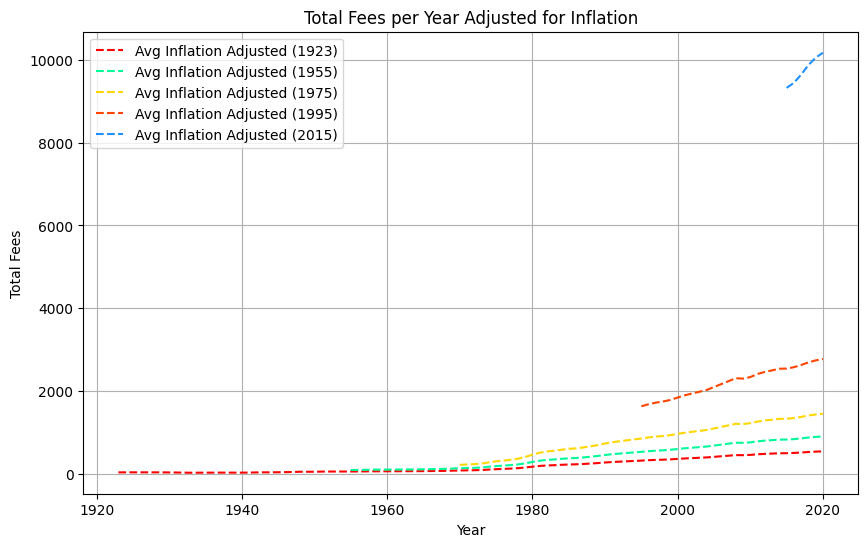 Total Fees per Year Adjusted for Inflation
Avg Inflation Adjusted (1923)
Avg Inflation Adjusted (1955)
Avg Inflation Adjusted (1975)
Avg Inflation Adjusted (1995)
Avg Inflation Adjusted (2015)
Total Fees
10000
8000
6000
4000
2000
0
1920
1940
1960
1980
2000
2020
Year